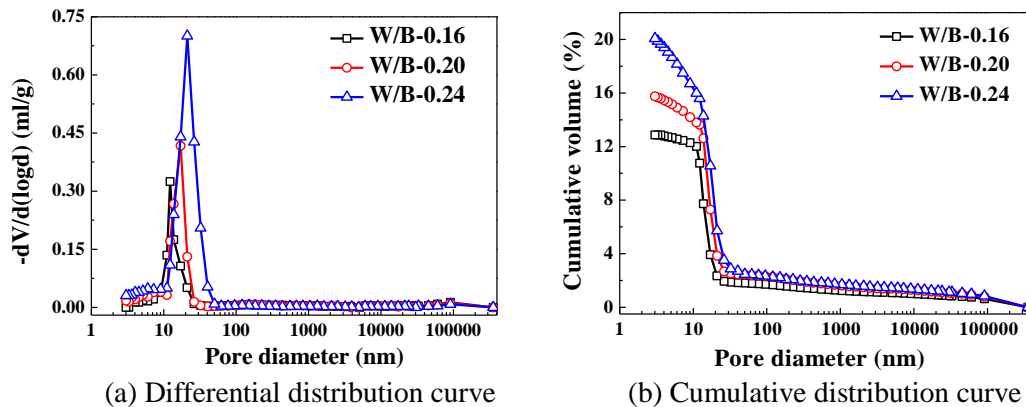 0.75
0.60
0.45
0.30
0.15
0.00
-dV/d(logd) (ml/g)
W/B-0.16
W/B-0.20
W/B-0.24
1 10 100 1000 10000 100000
Pore diameter (nm)
(a) Differential distribution curve
20
16
12
8
4
0
Cumulative volume (%)
W/B-0.16
W/B-0.20
W/B-0.24
1 10 100 1000 10000 100000
Pore diameter (nm)
(b) Cumulative distribution curve